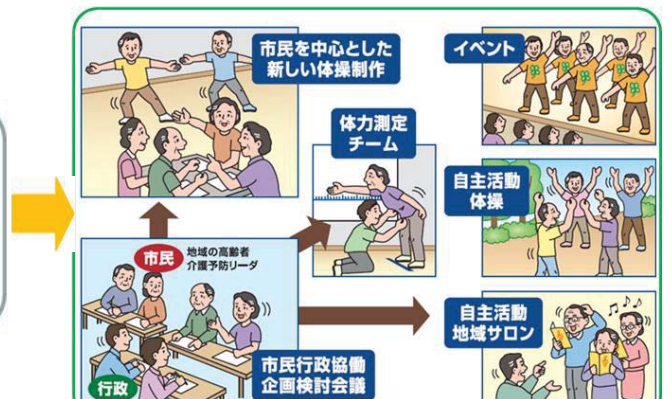 市民を中心とした
新しい体操制作
イベント
体力測定
チーム
自主活動
体操
市民
地域の高齢者
介護予防リーダ
自主活動
地域サロン
市民行政協働
企画検討会議
行政